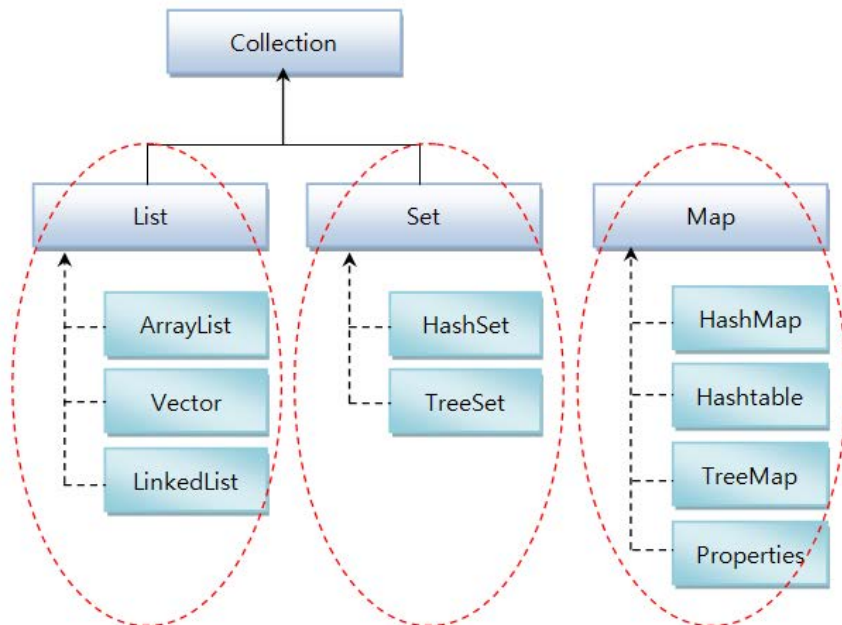 Collection
List
Set
Map
ArrayList
Vector
LinkedList
HashSet
TreeSet
HashMap
Hashtable
TreeMap
Properties